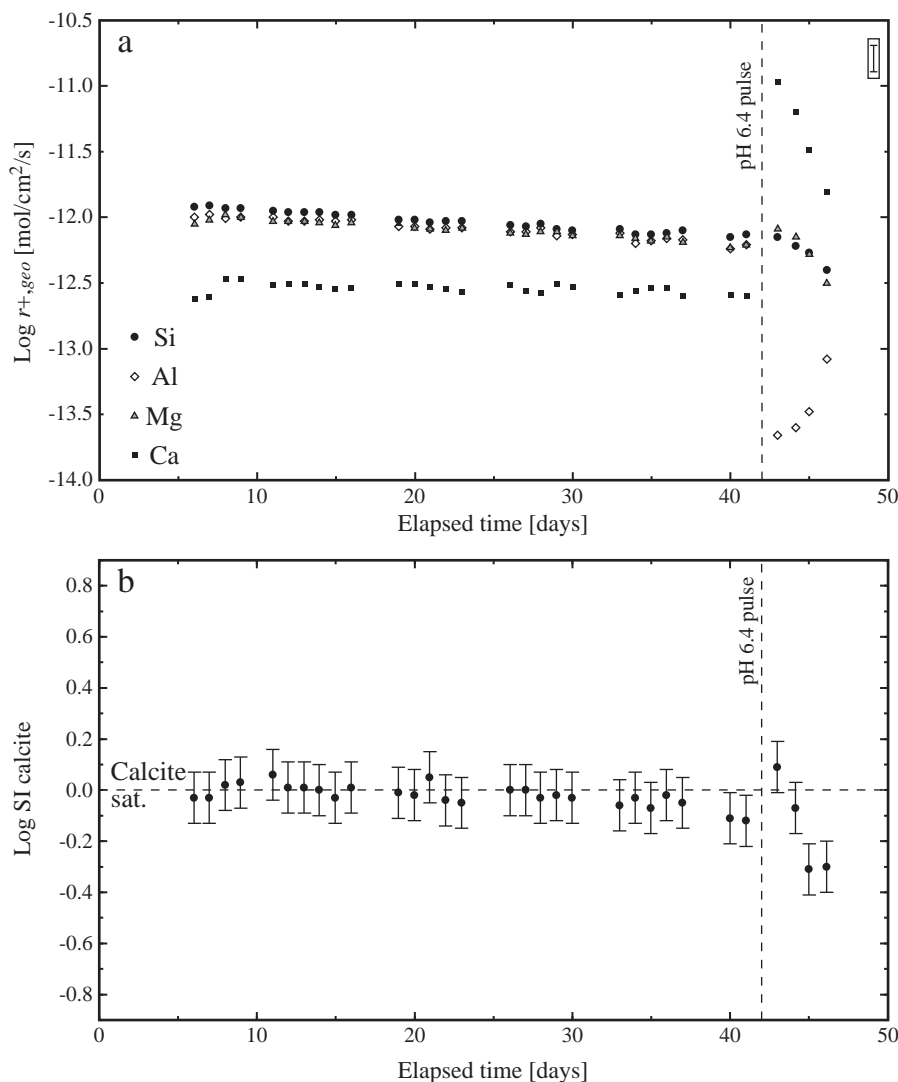 a
-10.5
-11.0
-11.5
-12.0
-12.5
-13.0
-13.5
-14.0
Log r+,geo [mol/cm2/s]
pH 6.4 pulse
Si
Al
Mg
Ca
0 10 20 30 40 50
Elapsed time [days]
b
0.8
0.6
0.4
0.2
0.0
-0.2
-0.4
-0.6
-0.8
Log SI calcite
pH 6.4 pulse
Calcite
sat.
0 10 20 30 40 50
Elapsed time [days]